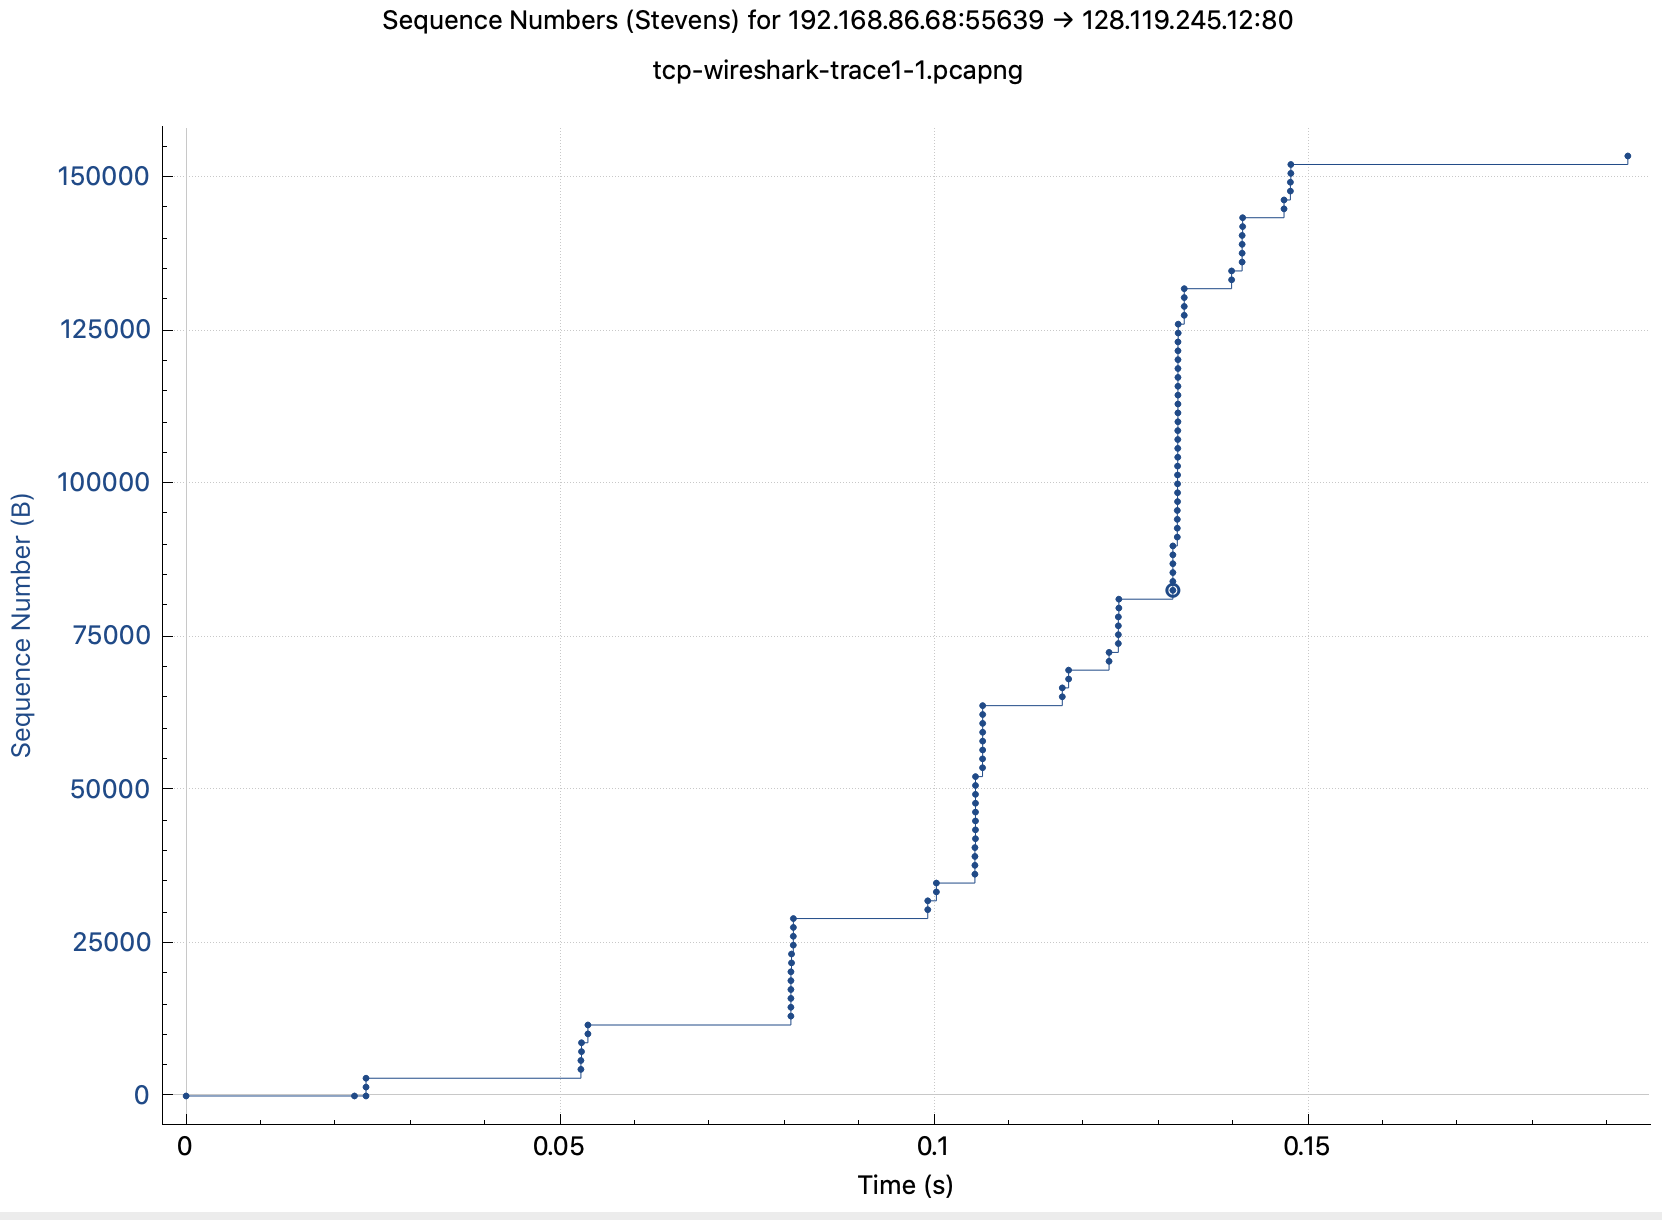 Sequence Numbers (Stevens) for 192.168.86.68:55639 → 128.119.245.12:80
tcp-wireshark-trace1-1.pcapng
150000
125000
100000
75000
50000
25000
0
Sequence Number (B)
0 0.05 0.1 0.15
Time (s)